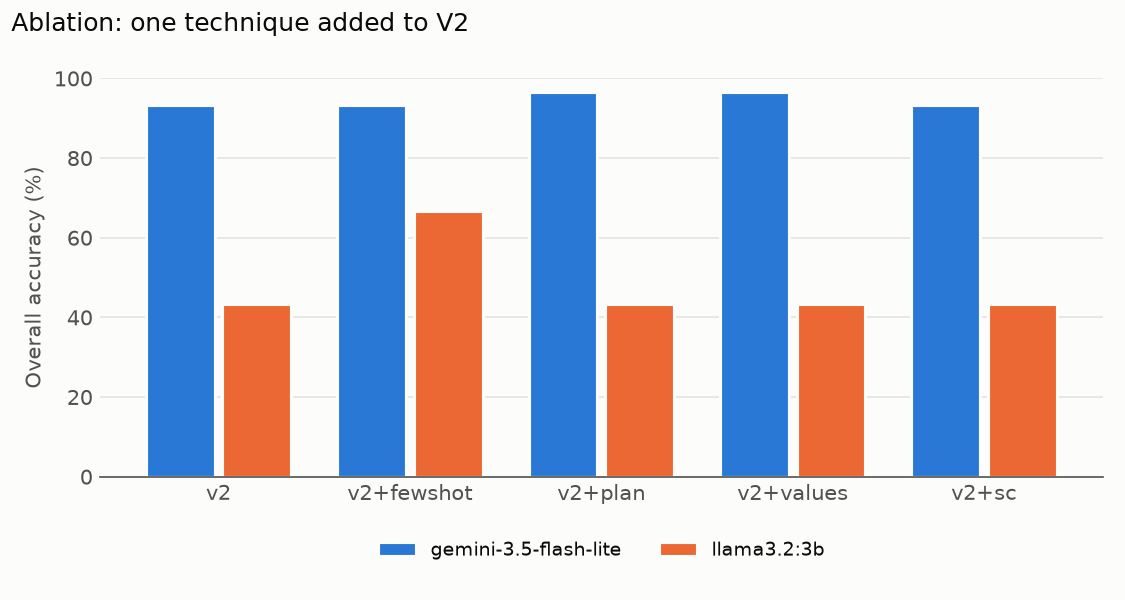 Ablation: one technique added to V2
Overall accuracy (%)
100
80
60
40
20
0
v2 v2+fewshot v2+plan v2+values v2+sc
gemini-3.5-flash-lite llama3.2:3b